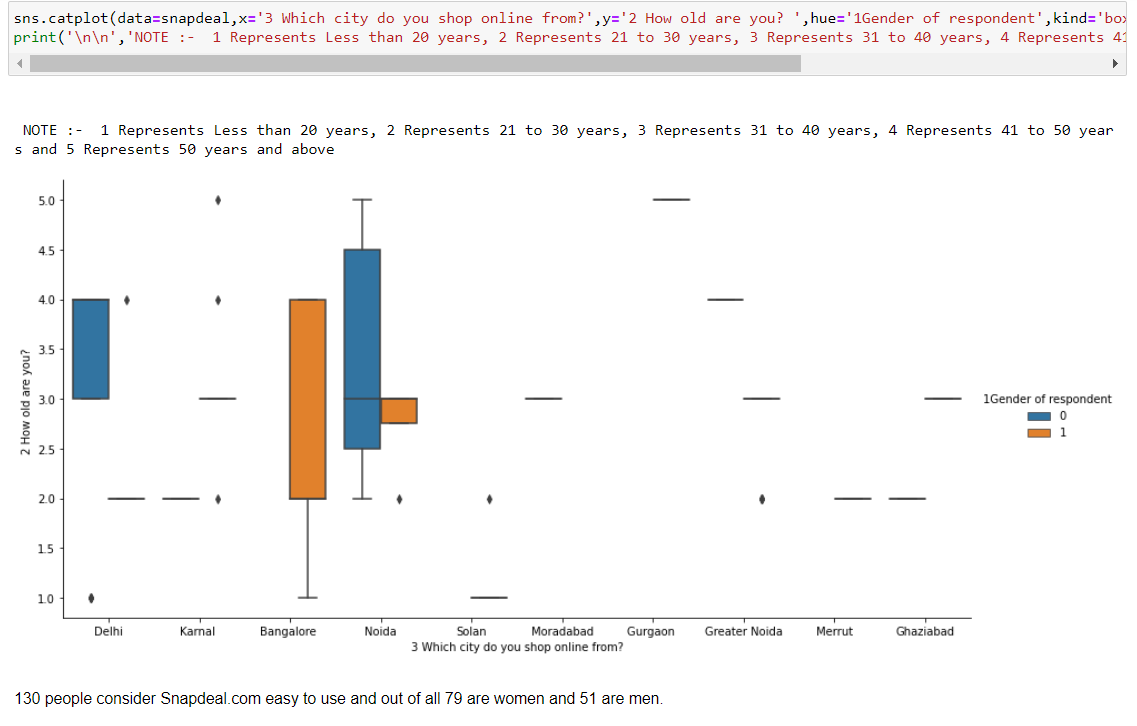 sns.catplot(data=snapdeal,x='3 Which city do you shop online from?',y='2 How old are you? ',hue='1Gender of respondent',kind='box
print('\n\n','NOTE :-  1 Represents Less than 20 years, 2 Represents 21 to 30 years, 3 Represents 31 to 40 years, 4 Represents 41
NOTE :-  1 Represents Less than 20 years, 2 Represents 21 to 30 years, 3 Represents 31 to 40 years, 4 Represents 41 to 50 year
s and 5 Represents 50 years and above
5.0
4.5
4.0
3.5
3.0
2.5
2.0
1.5
1.0
2 How old are you?
1Gender of respondent
0
1
Delhi Karnal Bangalore Noida Solan Moradabad Gurgaon Greater Noida Merrut Ghaziabad
3 Which city do you shop online from?
130 people consider Snapdeal.com easy to use and out of all 79 are women and 51 are men.